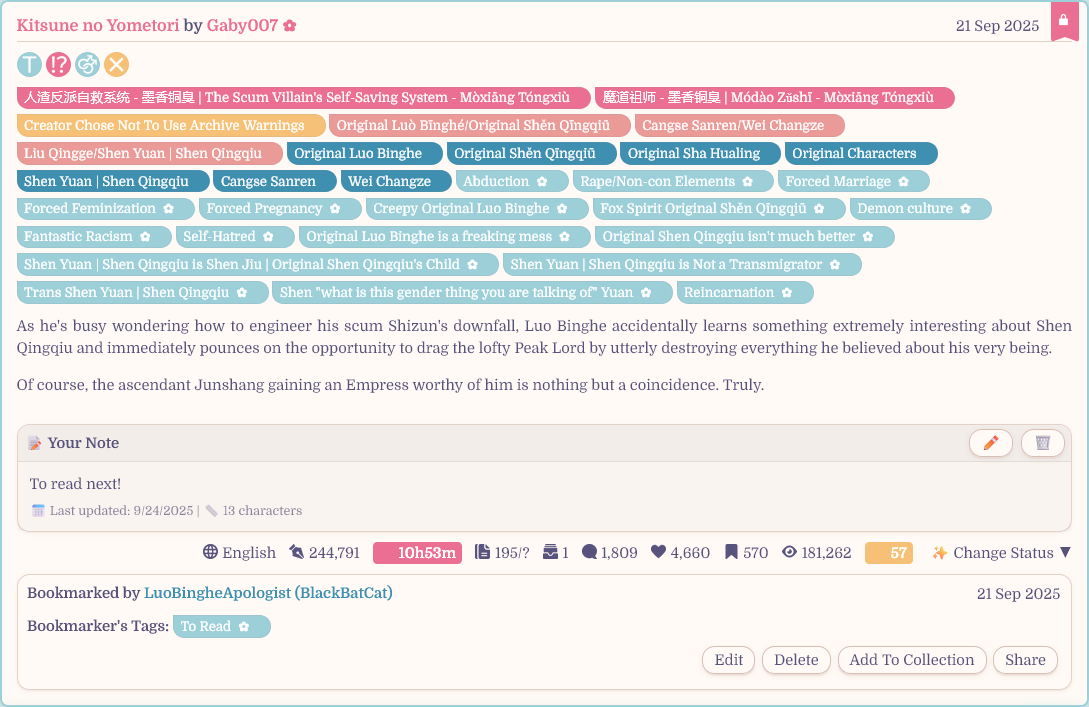 Kitsune no Yometori by Gaby007
21 Sep 2025
T !? ⚣ ✕
人渣反派自救系统 - 墨香铜臭 | The Scum Villain's Self-Saving System - Mòxiāng Tóngxiù 魔道祖师 - 墨香铜臭 | Módào Zǔshī - Mòxiāng Tóngxiù
Creator Chose Not To Use Archive Warnings Original Luò Bīnghé/Original Shěn Qīngqiū Cangse Sanren/Wei Changze
Liu Qingge/Shen Yuan | Shen Qingqiu Original Luo Binghe Original Shěn Qīngqiū Original Sha Hualing Original Characters
Shen Yuan | Shen Qingqiu Cangse Sanren Wei Changze Abduction Rape/Non-con Elements Forced Marriage
Forced Feminization Forced Pregnancy Creepy Original Luo Binghe Fox Spirit Original Shěn Qīngqiū Demon culture
Fantastic Racism Self-Hatred Original Luo Binghe is a freaking mess Original Shen Qingqiu isn't much better
Shen Yuan | Shen Qingqiu is Shen Jiu | Original Shen Qingqiu's Child Shen Yuan | Shen Qingqiu is Not a Transmigrator
Trans Shen Yuan | Shen Qingqiu Shen "what is this gender thing you are talking of" Yuan Reincarnation
As he's busy wondering how to engineer his scum Shizun's downfall, Luo Binghe accidentally learns something extremely interesting about Shen
Qingqiu and immediately pounces on the opportunity to drag the lofty Peak Lord by utterly destroying everything he believed about his very being.
Of course, the ascendant Junshang gaining an Empress worthy of him is nothing but a coincidence. Truly.
Your Note
To read next!
Last updated: 9/24/2025 | 13 characters
English 244,791 10h53m 195/? 1 1,809 4,660 570 181,262 57 Change Status ▼
Bookmarked by LuoBingheApologist (BlackBatCat)
21 Sep 2025
Bookmarker's Tags: To Read
Edit Delete Add To Collection Share